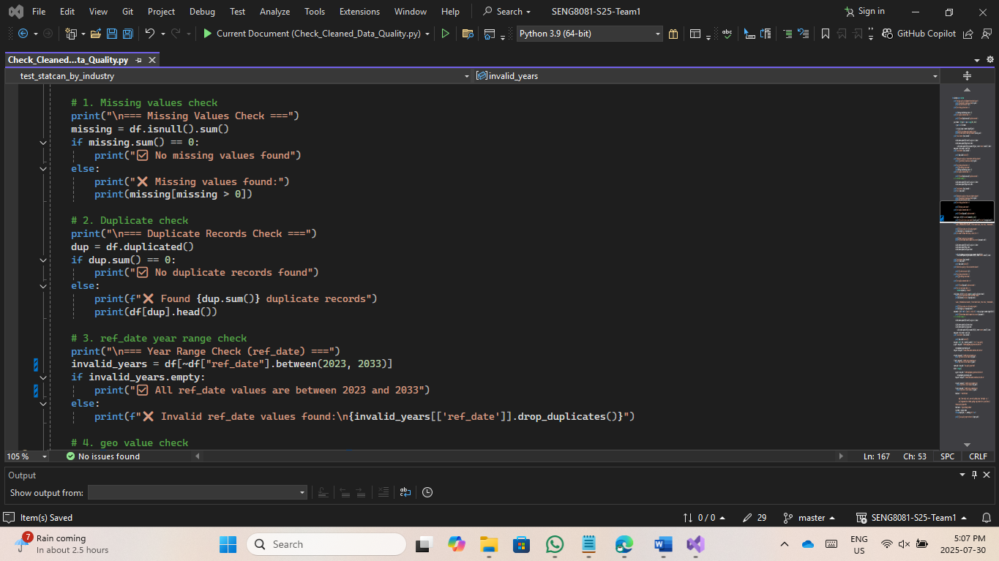 File Edit View Git Project Debug Test Analyze Tools Extensions Window Help Search SENG8081-S25-Team1 Sign in
Current Document (Check_Cleaned_Data_Quality.py) Python 3.9 (64-bit) abc GitHub Copilot
Check_Cleaned...ta_Quality.py
test_statcan_by_industry invalid_years
# 1. Missing values check
print("\n=== Missing Values Check ===")
missing = df.isnull().sum()
if missing.sum() == 0:
print("☑ No missing values found")
else:
print("❌ Missing values found:")
print(missing[missing > 0])
# 2. Duplicate check
print("\n=== Duplicate Records Check ===")
dup = df.duplicated()
if dup.sum() == 0:
print("☑ No duplicate records found")
else:
print(f"❌ Found {dup.sum()} duplicate records")
print(df[dup].head())
# 3. ref_date year range check
print("\n=== Year Range Check (ref_date) ===")
invalid_years = df[~df["ref_date"].between(2023, 2033)]
if invalid_years.empty:
print("☑ All ref_date values are between 2023 and 2033")
else:
print(f"❌ Invalid ref_date values found:\n{invalid_years[['ref_date']].drop_duplicates()}")
# 4. geo value check
105 % No issues found Ln: 167 Ch: 53 SPC CRLF
Output
Show output from:
Item(s) Saved 0 / 0 29 master SENG8081-S25-Team1
7 Rain coming
In about 2.5 hours
Search
ENG
US
5:07 PM
2025-07-30